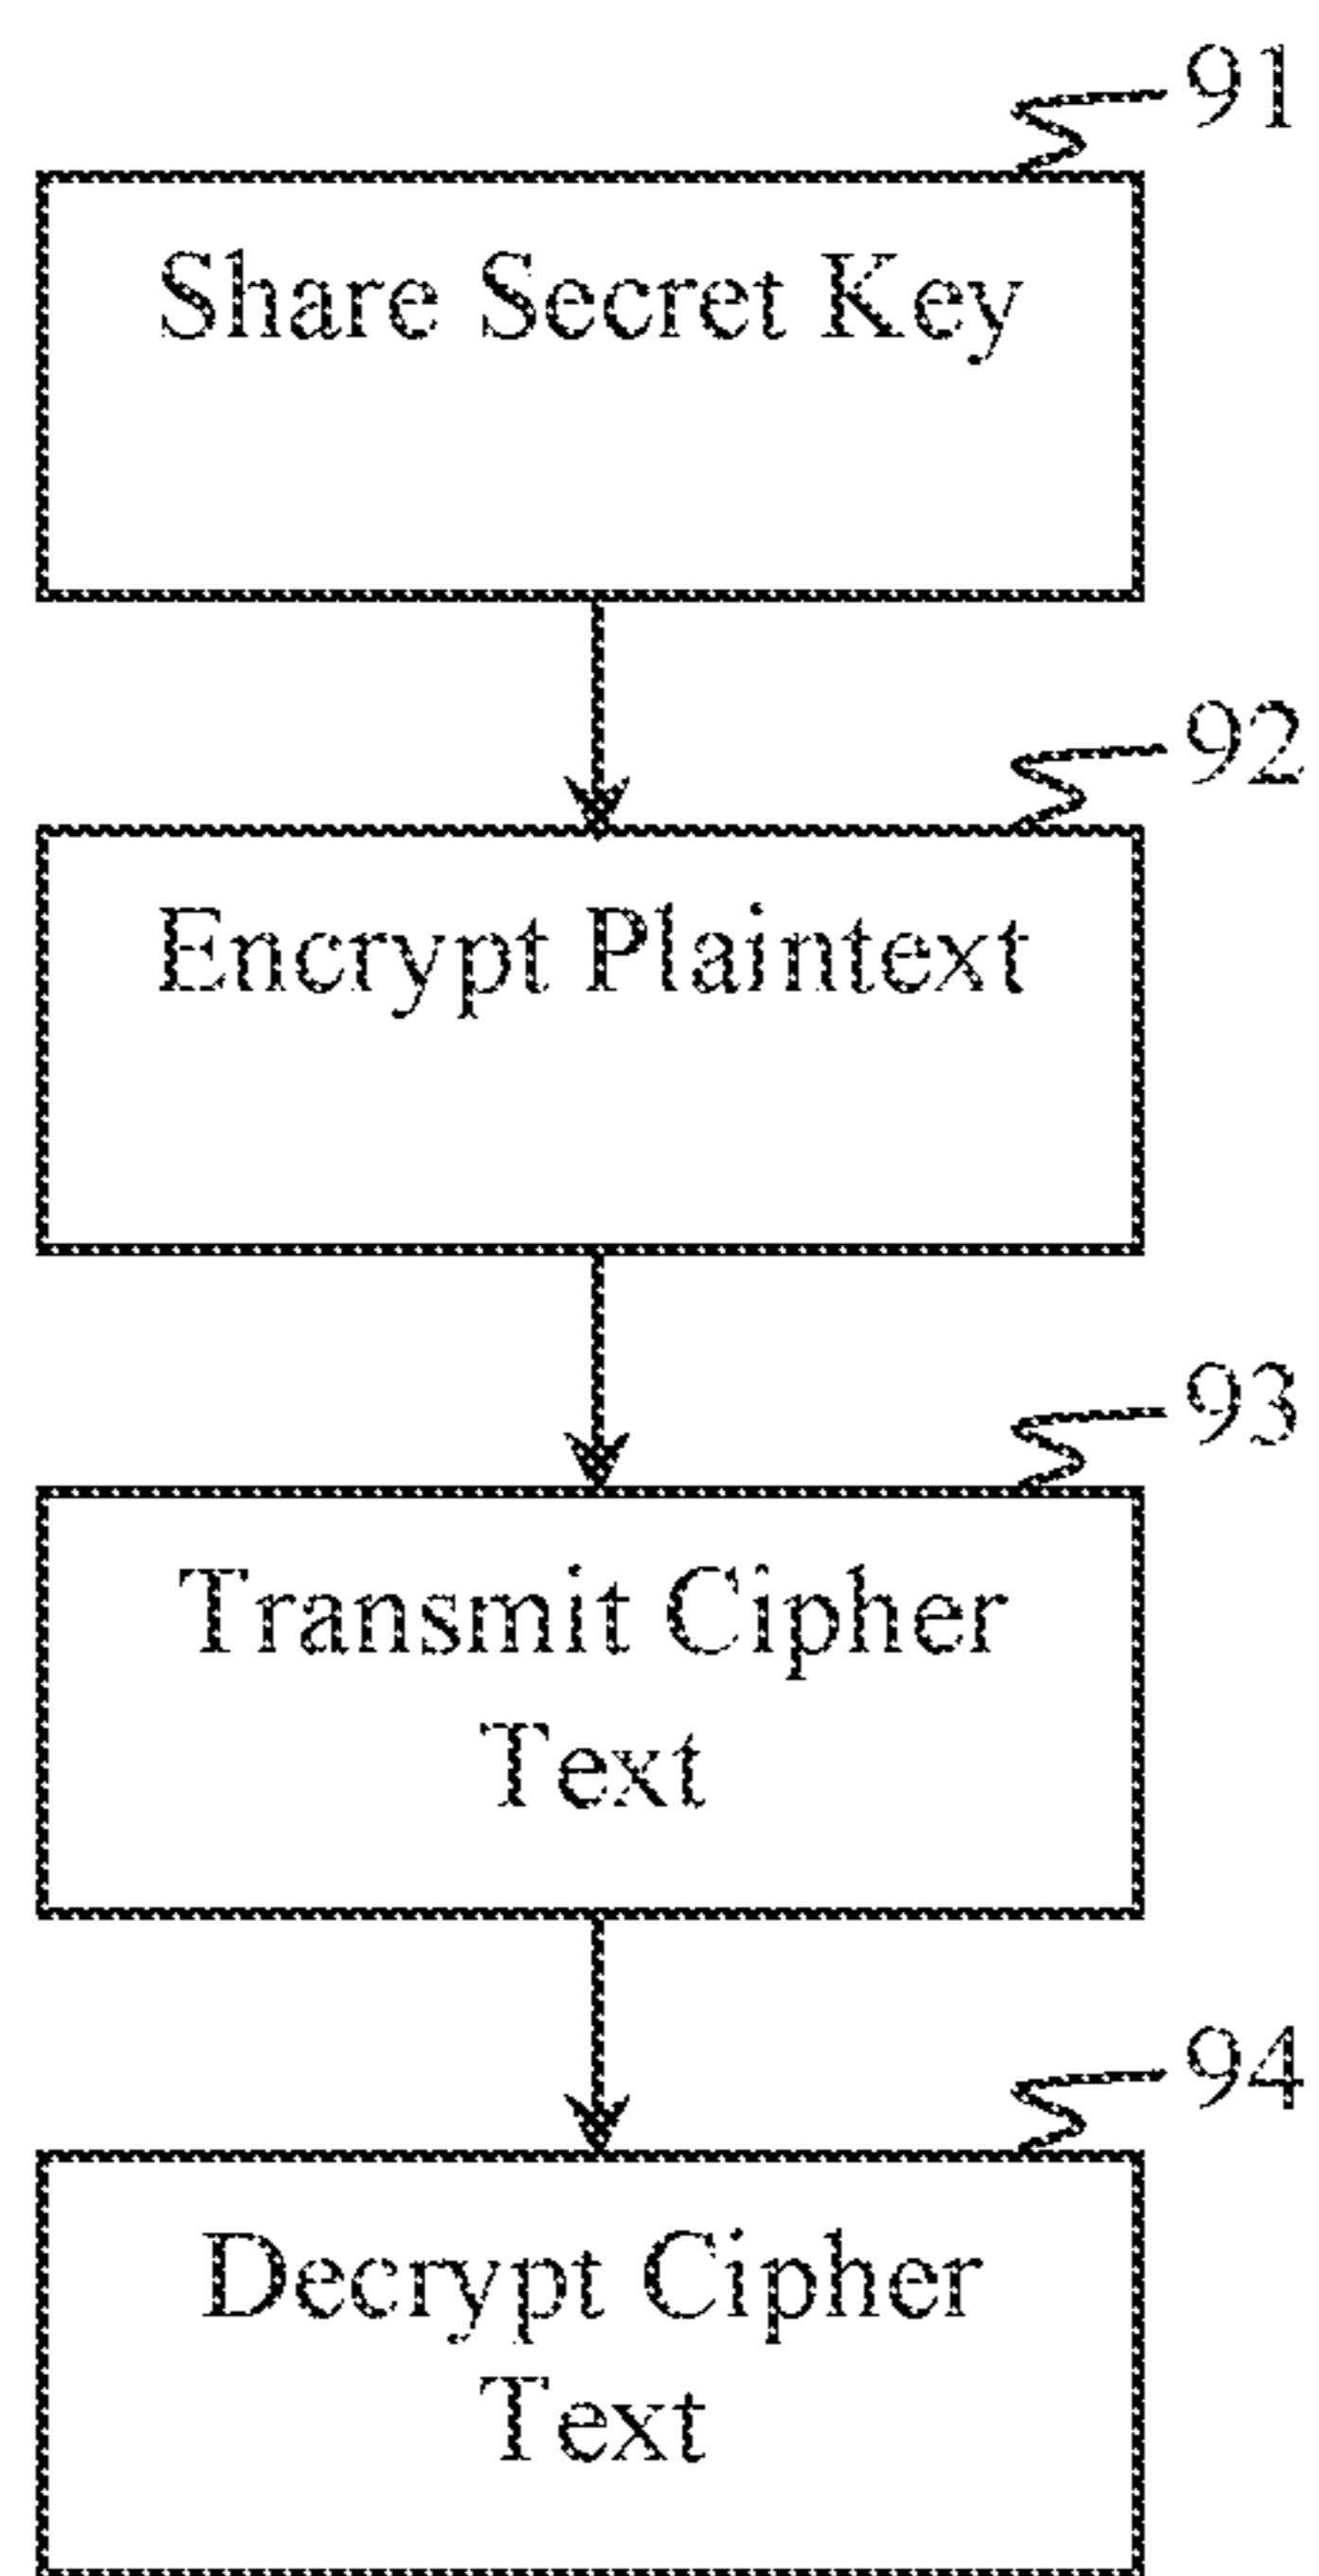 91
Share Secret Key
92
Encrypt Plaintext
93
Transmit Cipher
Text
94
Decrypt Cipher
Text